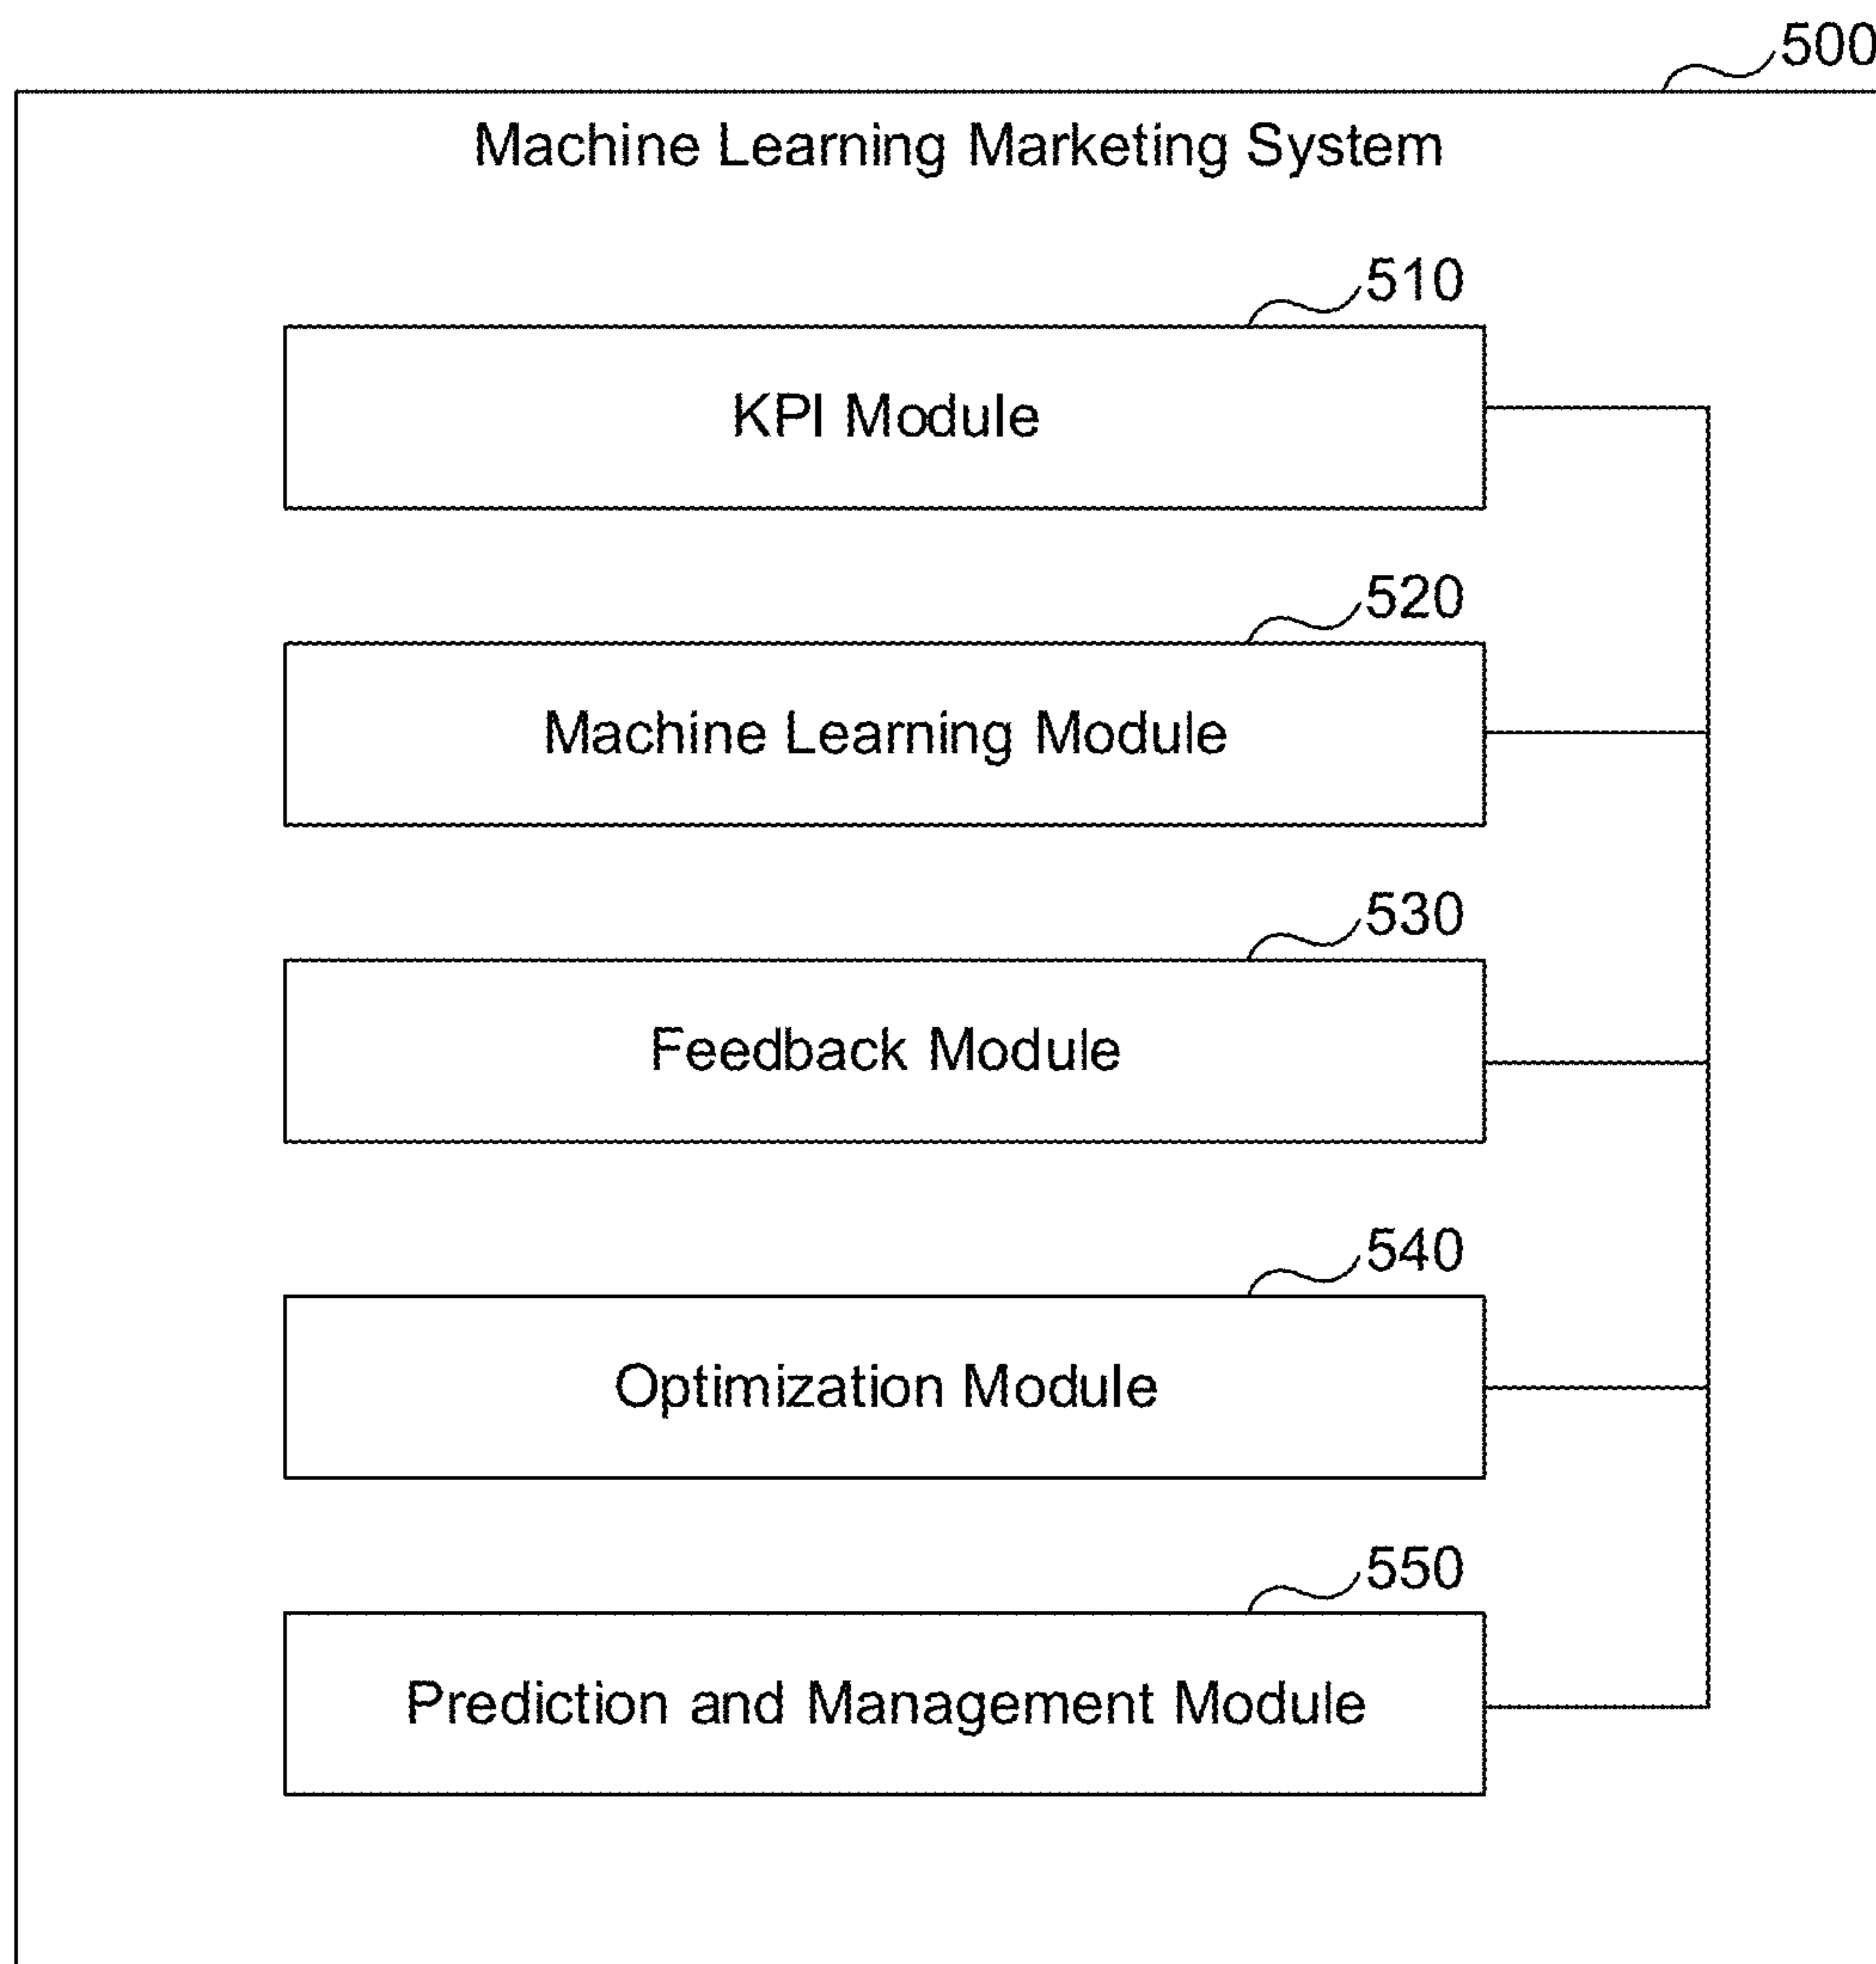 500
Machine Learning Marketing System
510
KPI Module
520
Machine Learning Module
530
Feedback Module
540
Optimization Module
550
Prediction and Management Module